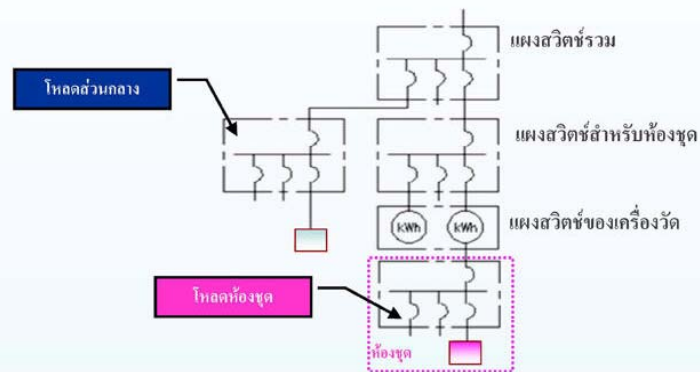 แผงสวิตช์รวม
โหลดส่วนกลาง
แผงสวิตช์สำหรับห้องชุด
kWh kWh
แผงสวิตช์ของเครื่องวัด
โหลดห้องชุด
ห้องชุด